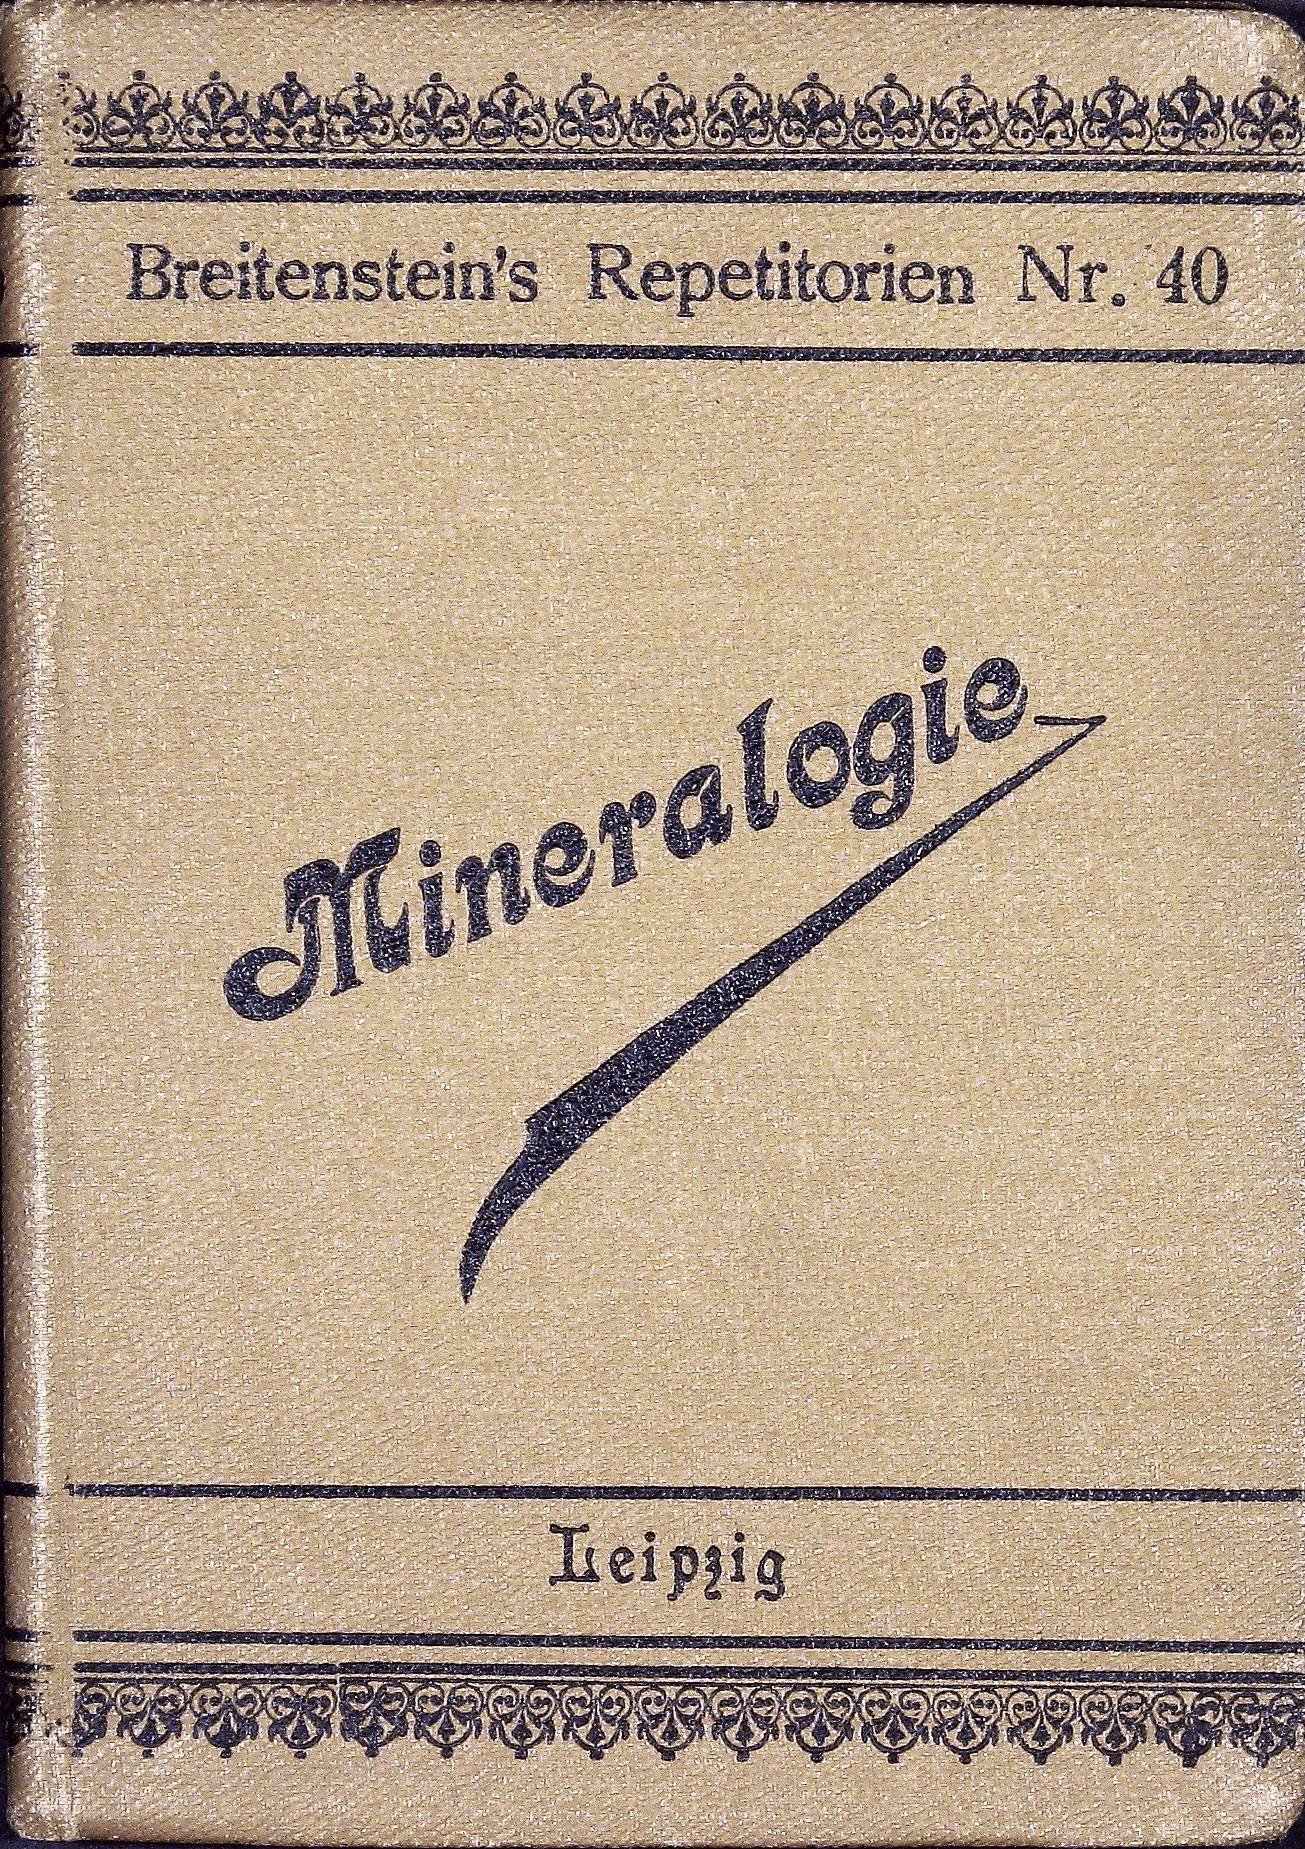 Breitenstein's Repetitorien Nr. 40
Mineralogie
Leipzig